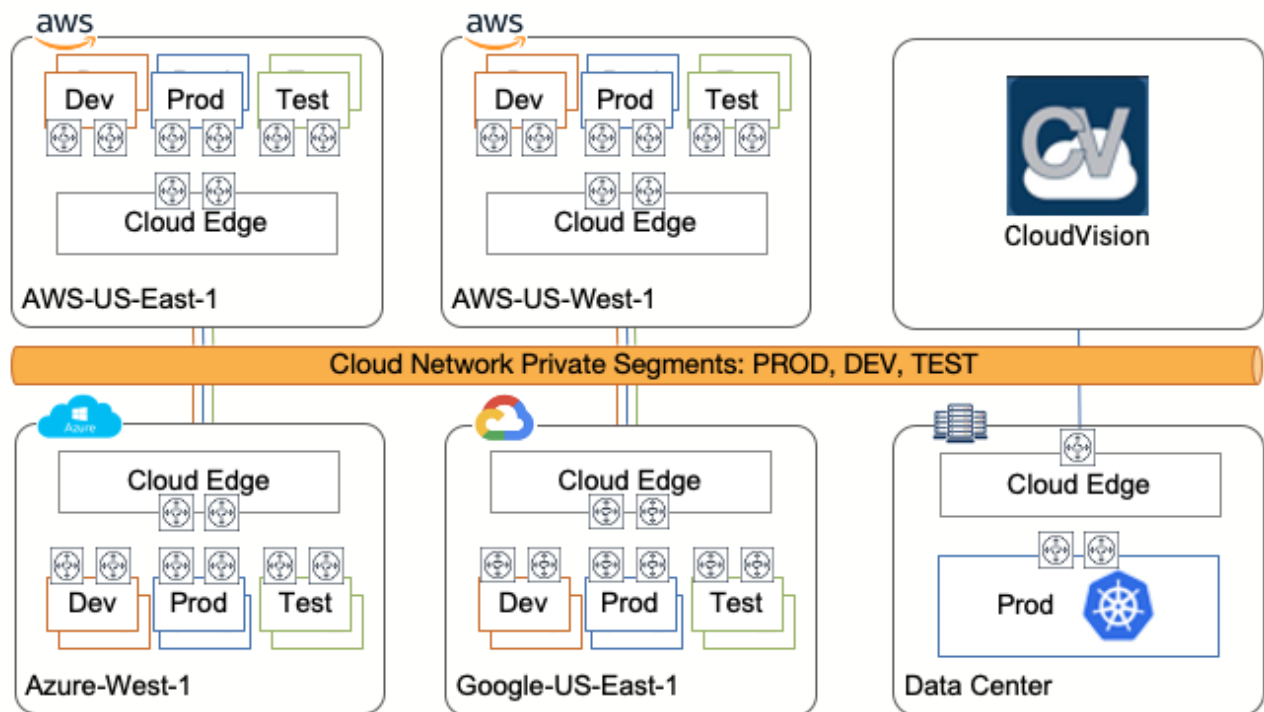 aws
aws
Dev
Prod
Test
Dev
Prod
Test
CV
Cloud Edge
Cloud Edge
CloudVision
AWS-US-East-1
AWS-US-West-1
Cloud Network Private Segments: PROD, DEV, TEST
Azure
Cloud Edge
Cloud Edge
Cloud Edge
Dev
Prod
Test
Dev
Prod
Test
Prod
Azure-West-1
Google-US-East-1
Data Center